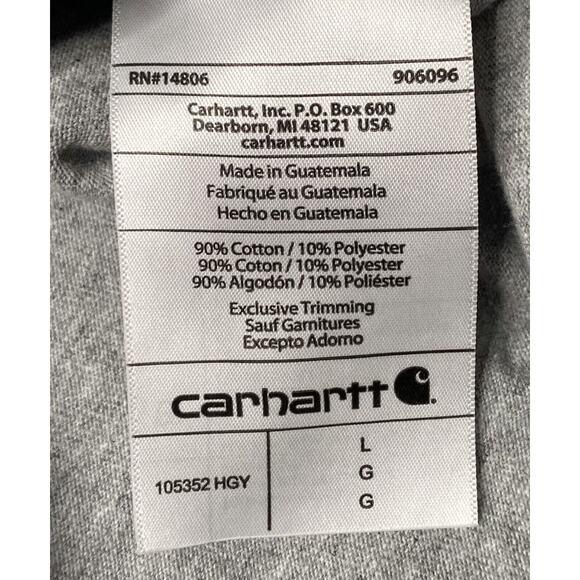 RN#14806 906096
Carhartt, Inc. P.O. Box 600
Dearborn, MI 48121 USA
carhartt.com
Made in Guatemala
Fabriqué au Guatemala
Hecho en Guatemala
90% Cotton / 10% Polyester
90% Coton / 10% Polyester
90% Algodón / 10% Poliéster
Exclusive Trimming
Sauf Garnitures
Excepto Adorno
carhartt
105352 HGY
L
G
G